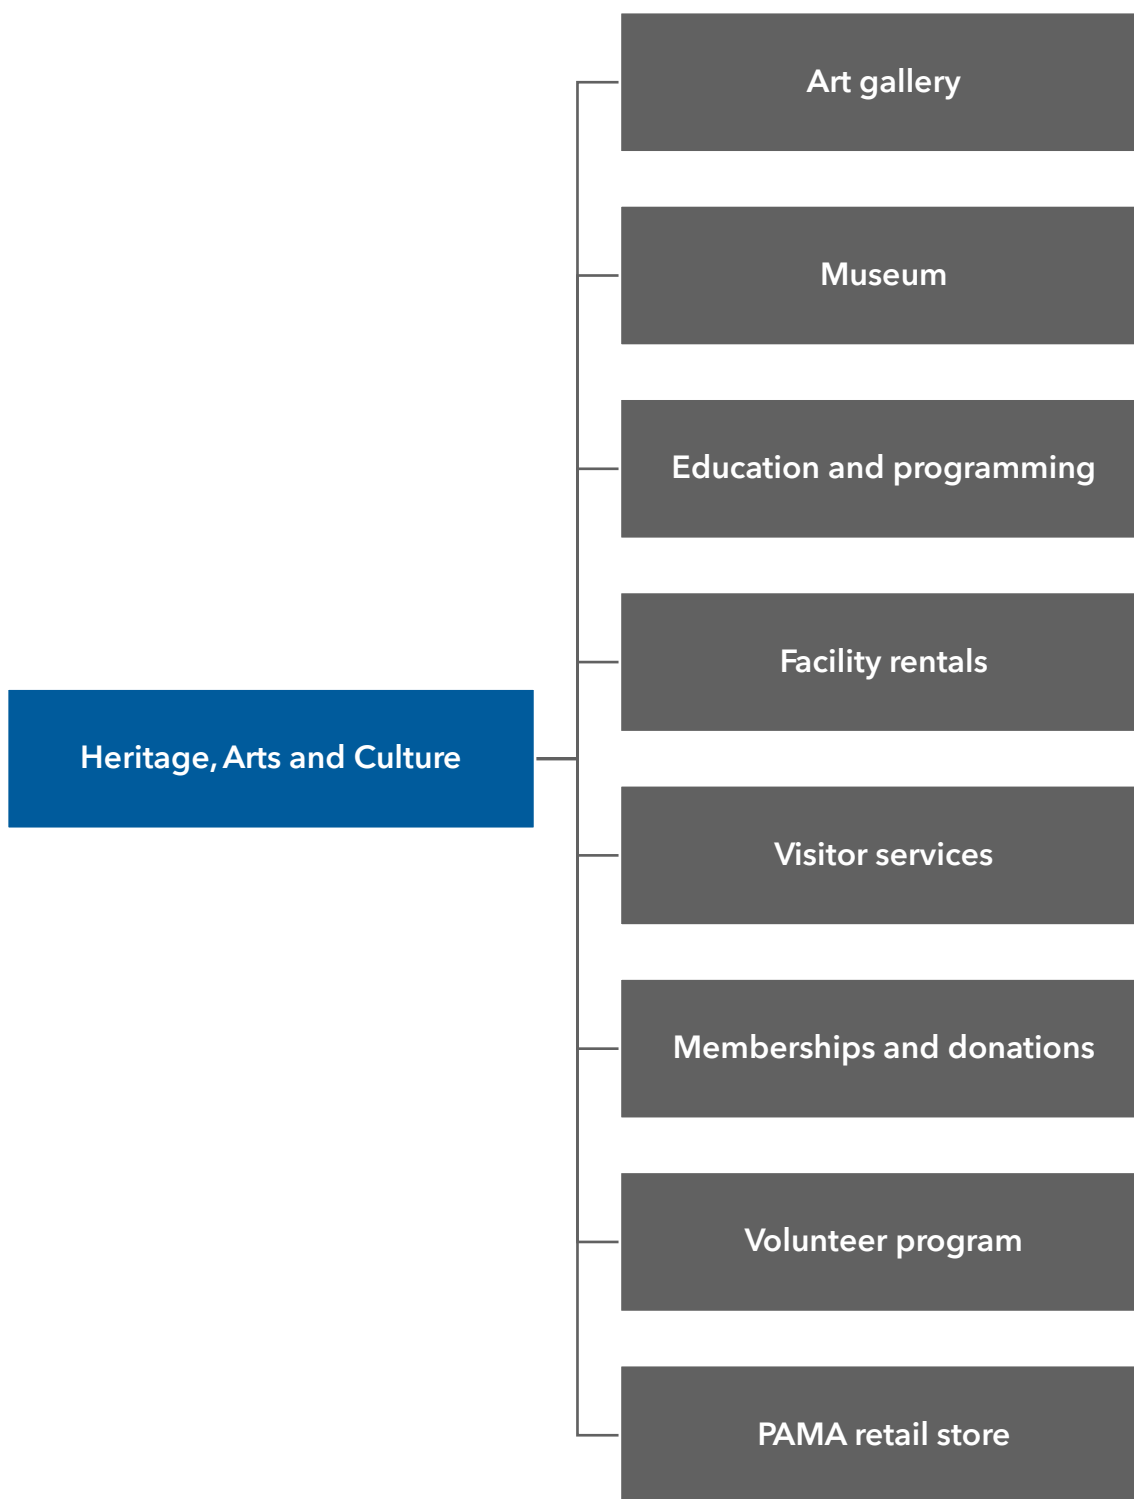 Art gallery
Museum
Education and programming
Facility rentals
Heritage, Arts and Culture
Visitor services
Memberships and donations
Volunteer program
PAMA retail store